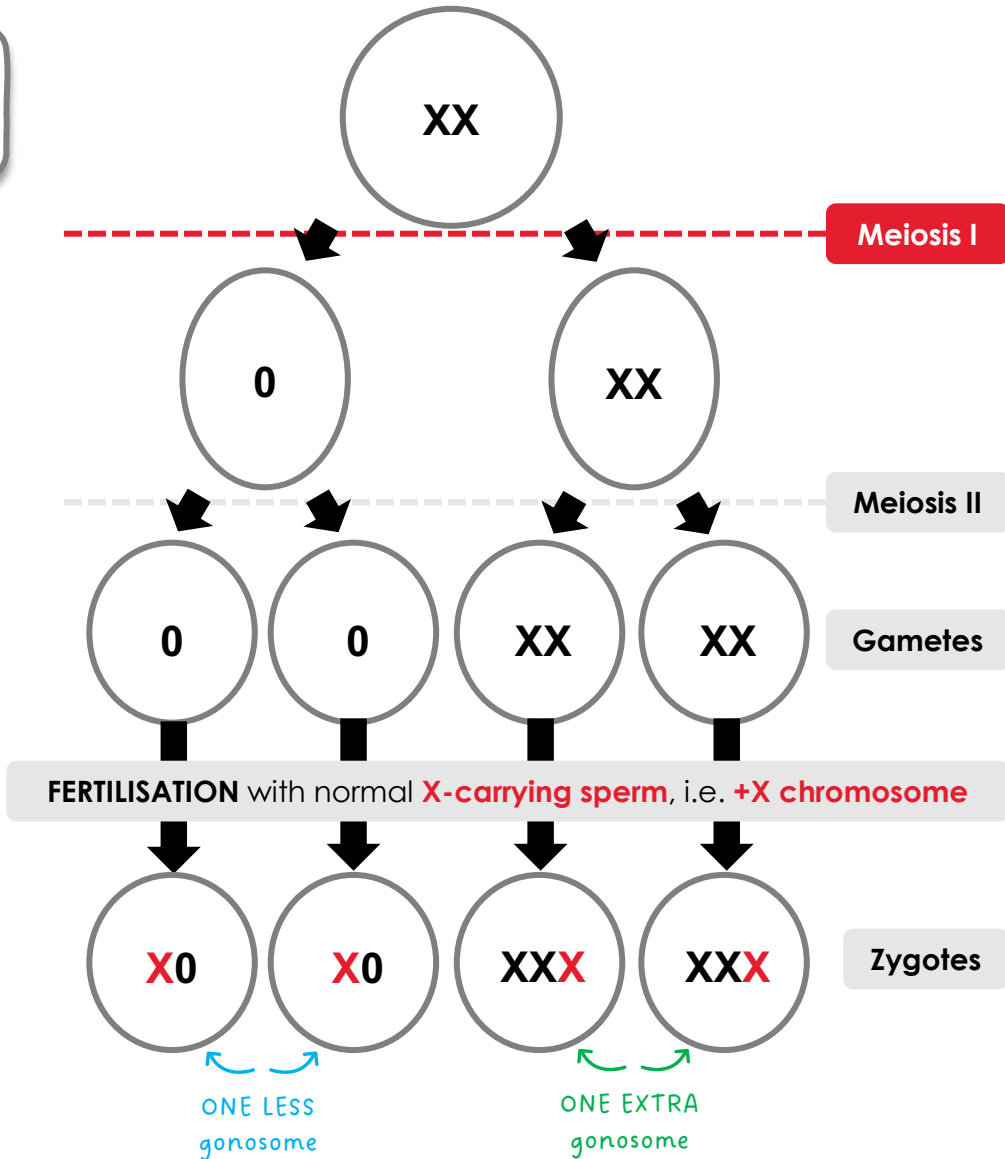 XX
Meiosis I
0 XX
Meiosis II
0 0 XX XX Gametes
FERTILISATION with normal X-carrying sperm, i.e. +X chromosome
X0 X0 XXX XXX Zygotes
ONE LESS
gonosome
ONE EXTRA
gonosome